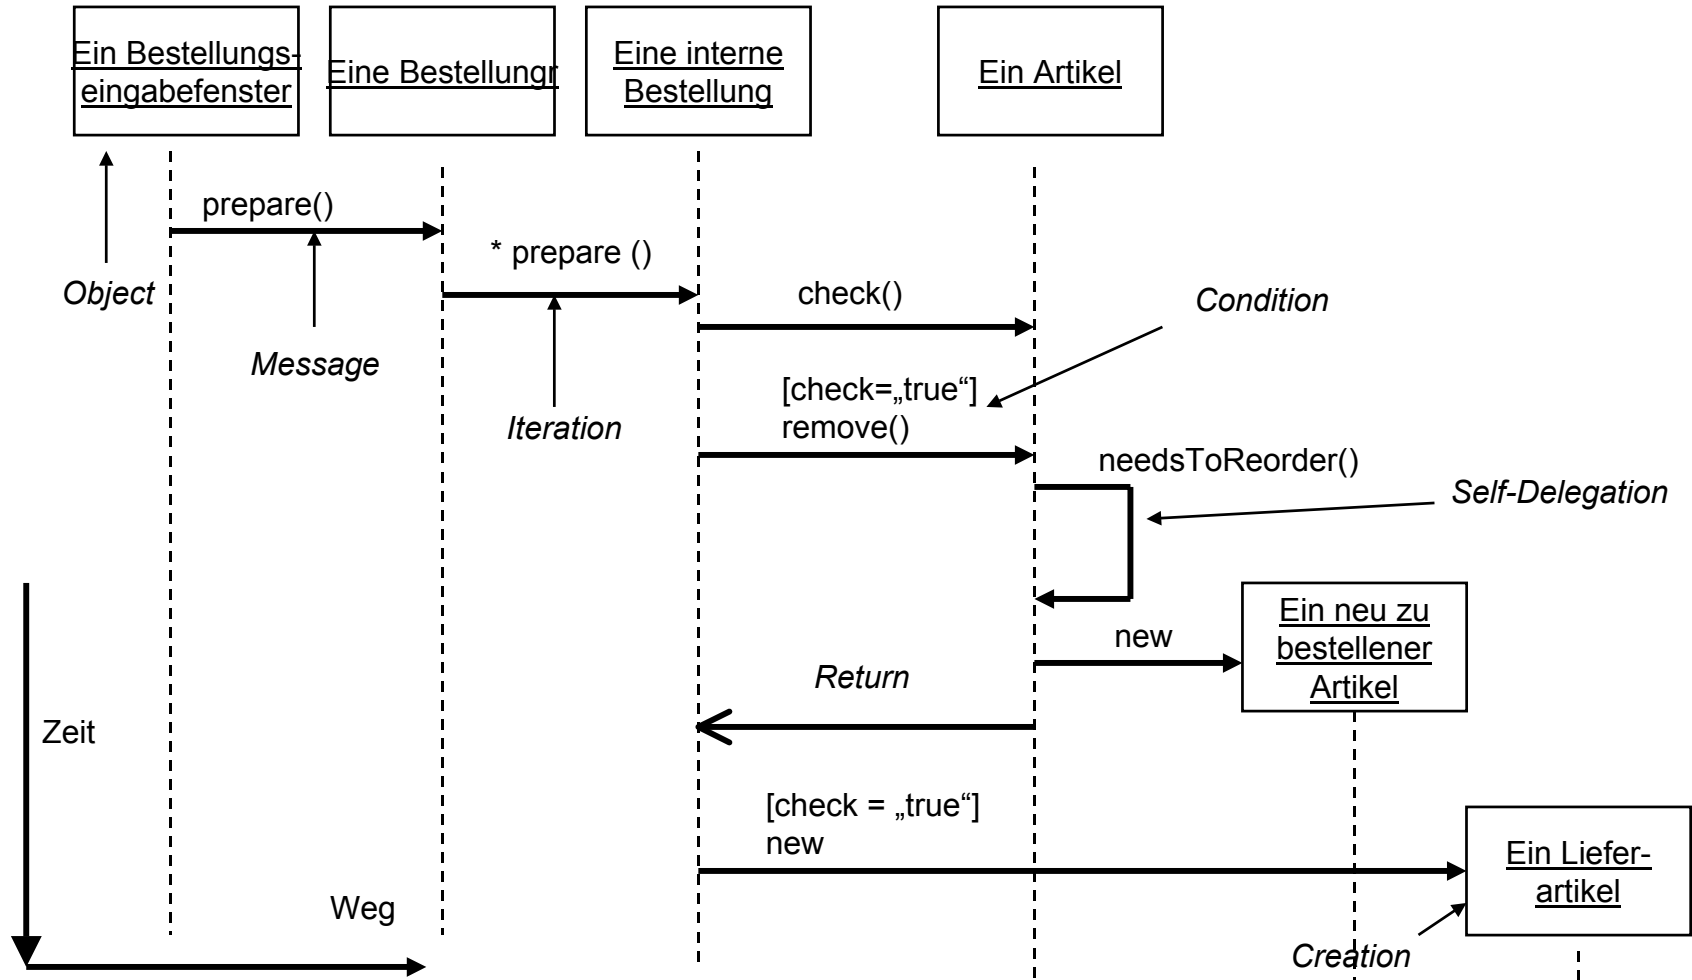 Ein Bestellungs-
eingabefenster
Eine Bestellungr
Eine interne
Bestellung
Ein Artikel
prepare()
* prepare ()
Object
check()
Condition
Message
[check=„true“]
remove()
Iteration
needsToReorder()
Self-Delegation
Ein neu zu
bestellener
Artikel
new
Return
Zeit
[check = „true“]
new
Ein Liefer-
artikel
Weg
Creation